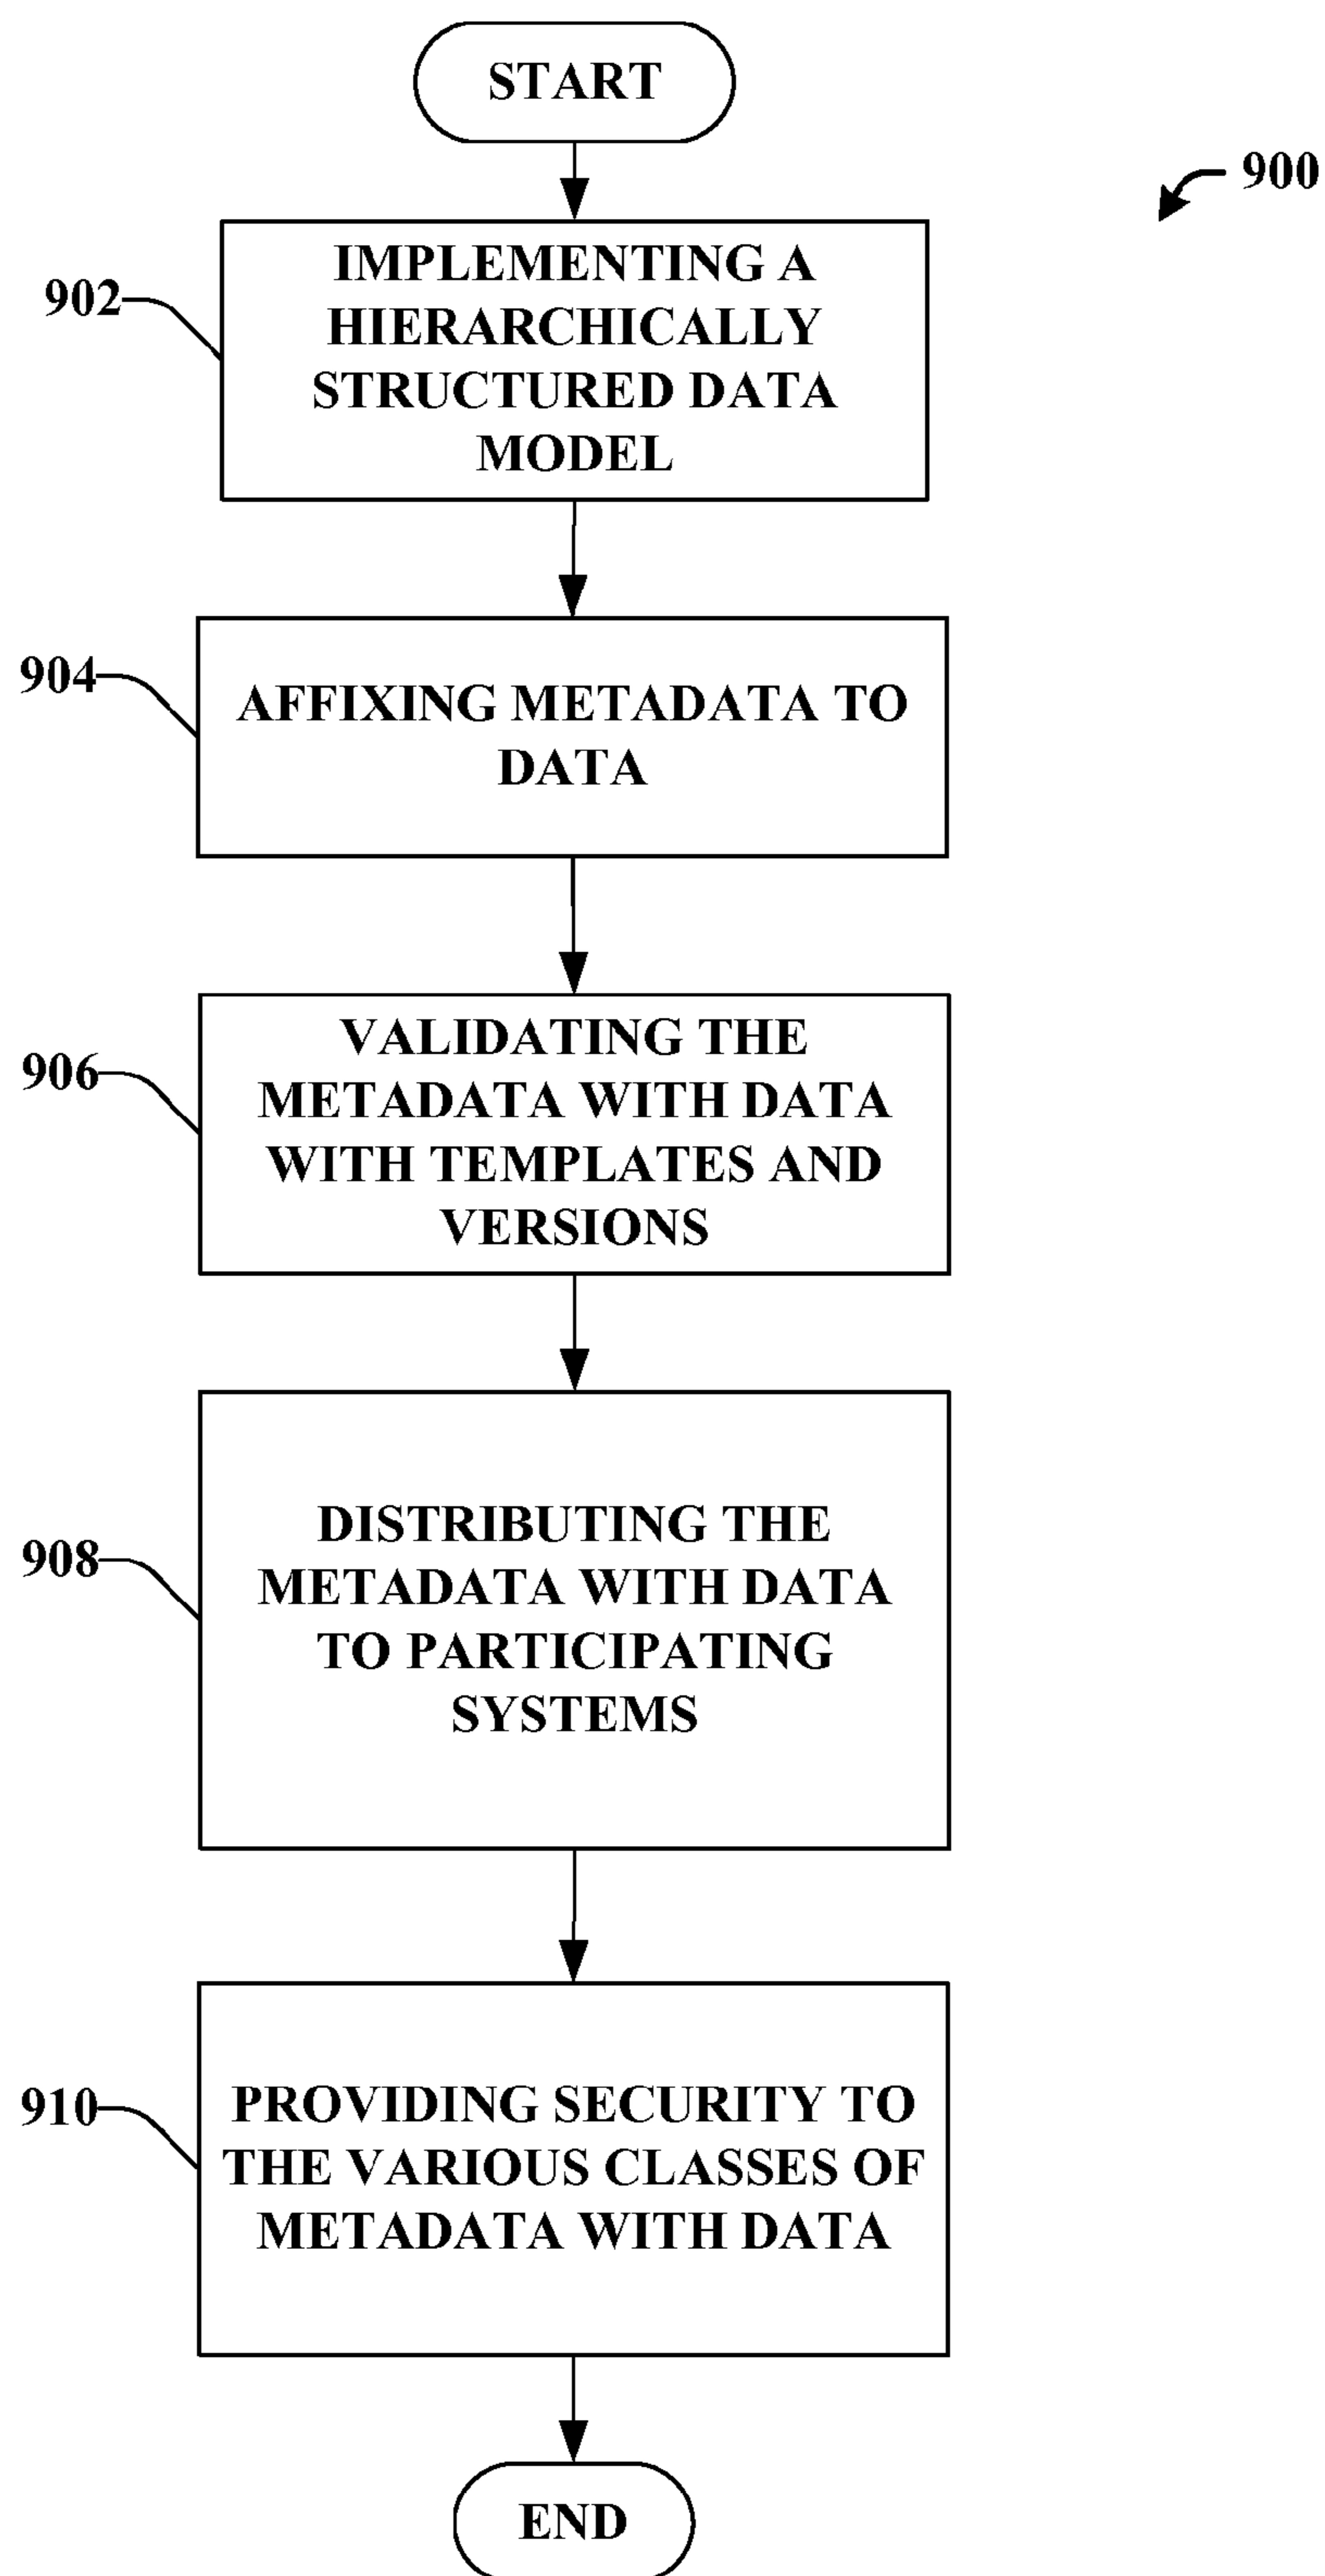 START
900
902
IMPLEMENTING A
HIERARCHICALLY
STRUCTURED DATA
MODEL
904
AFFIXING METADATA TO
DATA
906
VALIDATING THE
METADATA WITH DATA
WITH TEMPLATES AND
VERSIONS
908
DISTRIBUTING THE
METADATA WITH DATA
TO PARTICIPATING
SYSTEMS
910
PROVIDING SECURITY TO
THE VARIOUS CLASSES OF
METADATA WITH DATA
END